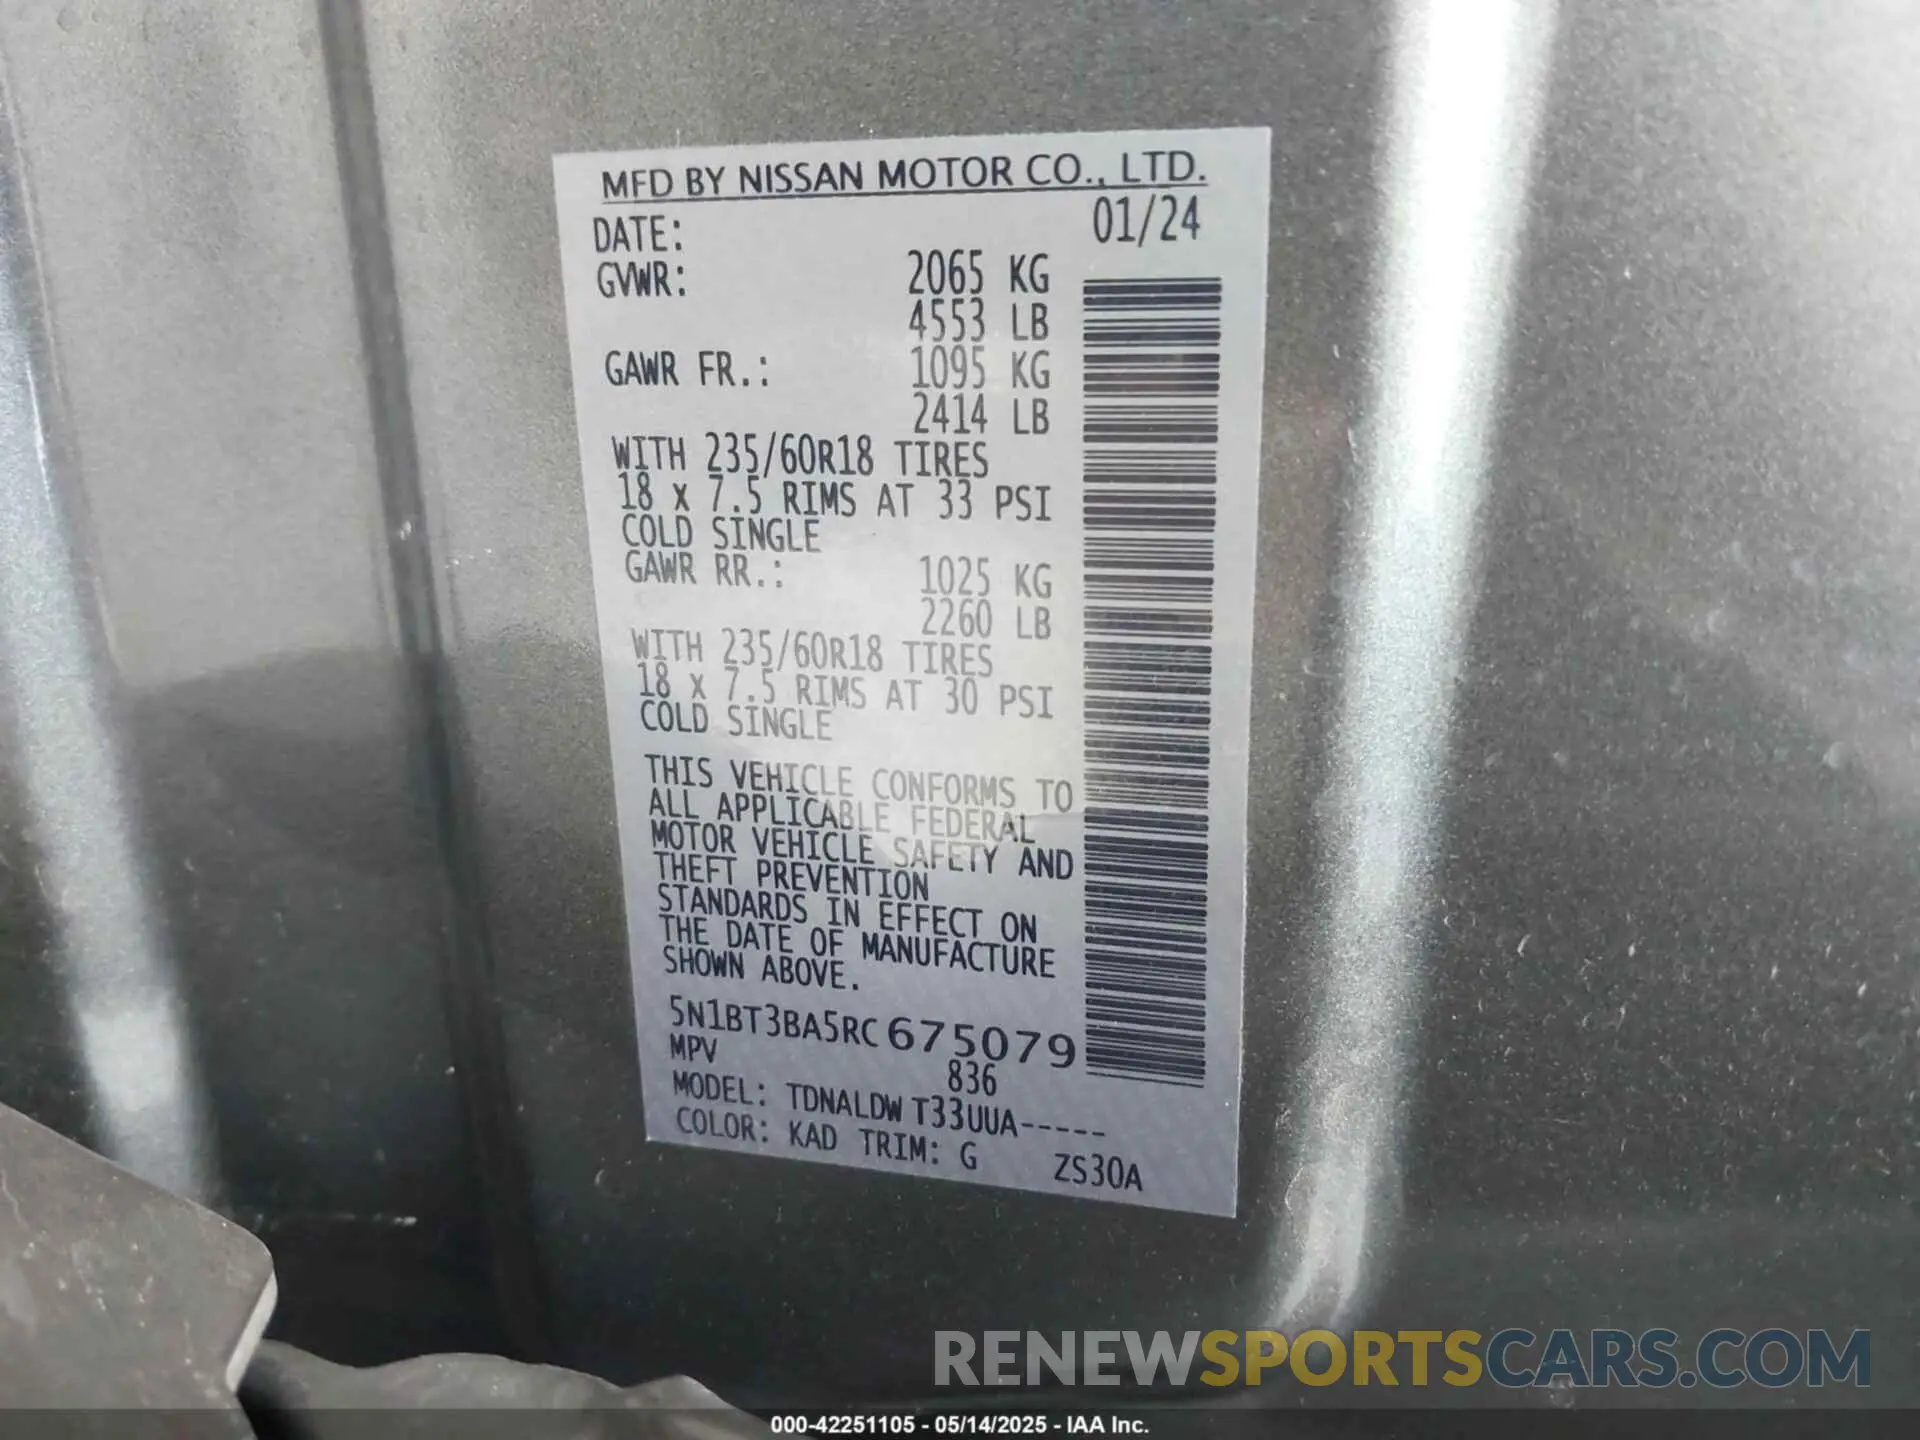 MFD BY NISSAN MOTOR CO., LTD.
DATE: 01/24
GVWR: 2065 KG
4553 LB
GAWR FR.: 1095 KG
2414 LB
WITH 235/60R18 TIRES
18 x 7.5 RIMS AT 33 PSI
COLD SINGLE
GAWR RR.: 1025 KG
2260 LB
WITH 235/60R18 TIRES
18 x 7.5 RIMS AT 30 PSI
COLD SINGLE
THIS VEHICLE CONFORMS TO
ALL APPLICABLE FEDERAL
MOTOR VEHICLE SAFETY AND
THEFT PREVENTION
STANDARDS IN EFFECT ON
THE DATE OF MANUFACTURE
SHOWN ABOVE.
5N1BT3BA5RC675079
MPV 836
MODEL: TDNALDW T33UUA-----
COLOR: KAD TRIM: G ZS30A
RENEWSPORTSCARS.COM
000-42251105 - 05/14/2025 - IAA Inc.